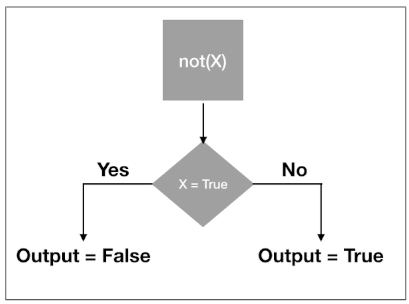 not(X)
Yes
X = True
No
Output = False
Output = True